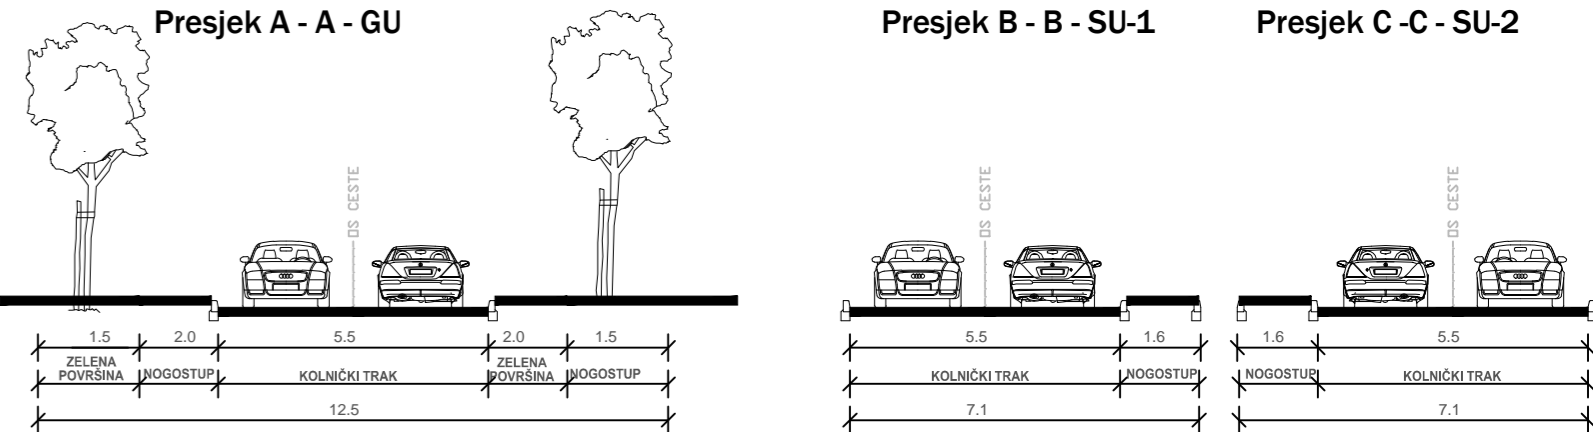 Presjek A - A - GU
OS CESTE
1.5 2.0 5.5 2.0 1.5
ZELENA
POVRŠINA
NOGOSTUP
KOLNIČKI TRAK
ZELENA
POVRŠINA
NOGOSTUP
12.5
Presjek B - B - SU-1
OS CESTE
5.5 1.6
KOLNIČKI TRAK
NOGOSTUP
7.1
Presjek C -C - SU-2
OS CESTE
1.6 5.5
NOGOSTUP
KOLNIČKI TRAK
7.1